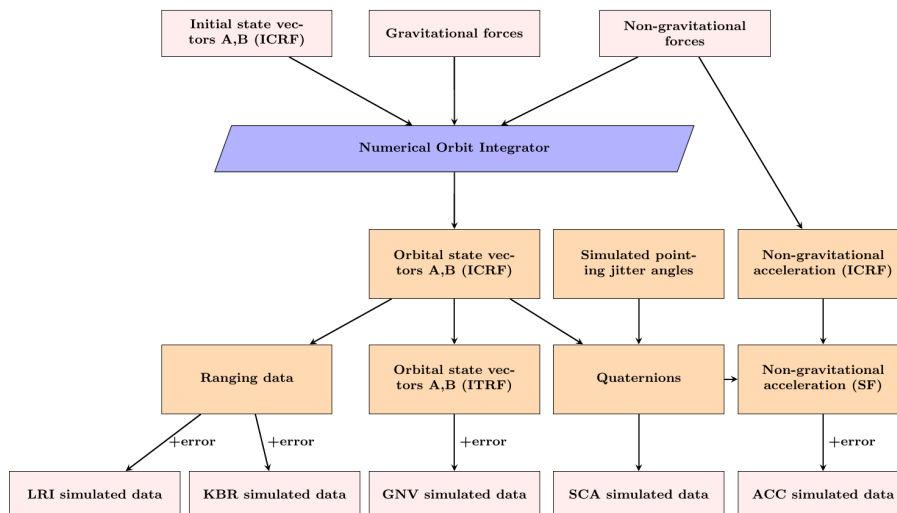 Initial state vec-
tors A,B (ICRF)
Gravitational forces
Non-gravitational
forces
Numerical Orbit Integrator
Orbital state vec-
tors A,B (ICRF)
Simulated point-
ing jitter angles
Non-gravitational
acceleration (ICRF)
Ranging data
Orbital state vec-
tors A,B (ITRF)
Quaternions
Non-gravitational
acceleration (SF)
+error
+error
+error
+error
LRI simulated data
KBR simulated data
GNV simulated data
SCA simulated data
ACC simulated data